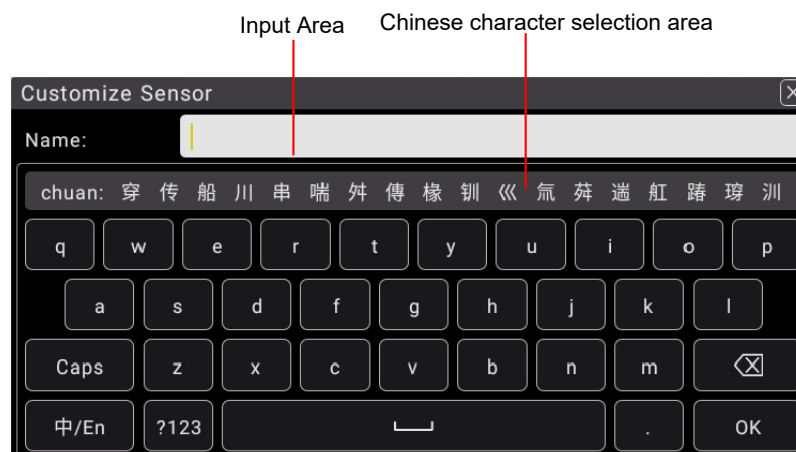 Input Area Chinese character selection area
Customize Sensor
Name:
chuan: 穿 传 船 川 串 喘 舛 傳 椽 钏 巛 氚 荈 遄 舡 踳 瑏 汌
q w e r t y u i o p
a s d f g h j k l
Caps z x c v b n m
中/En ?123 . OK